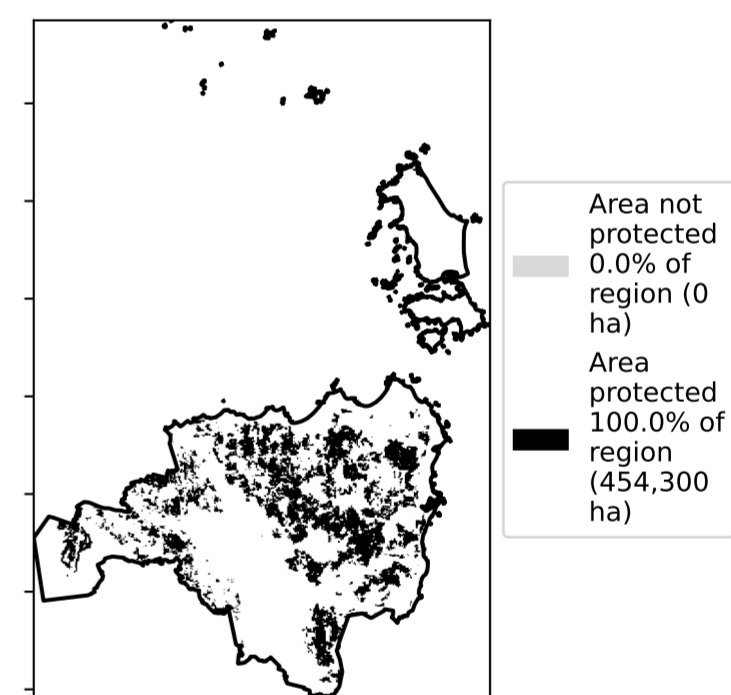 Area not
protected
0.0% of
region (0
ha)
Area
protected
100.0% of
region
(454,300
ha)